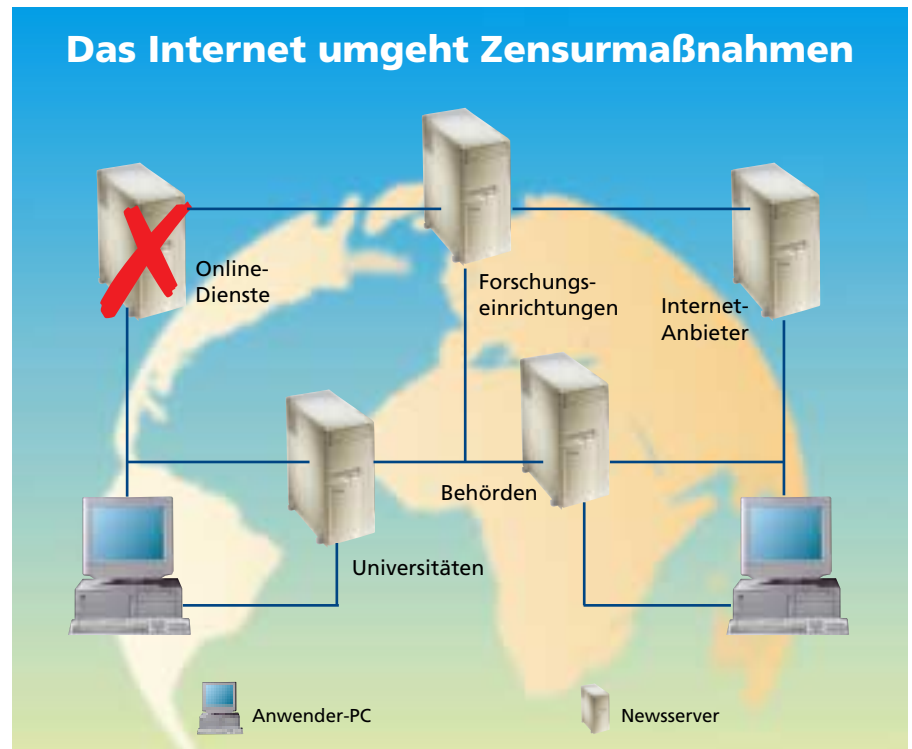 Das Internet umgeht Zensurmaßnahmen
Online-
Dienste
Forschungs-
einrichtungen
Internet-
Anbieter
Behörden
Universitäten
Anwender-PC
Newsserver